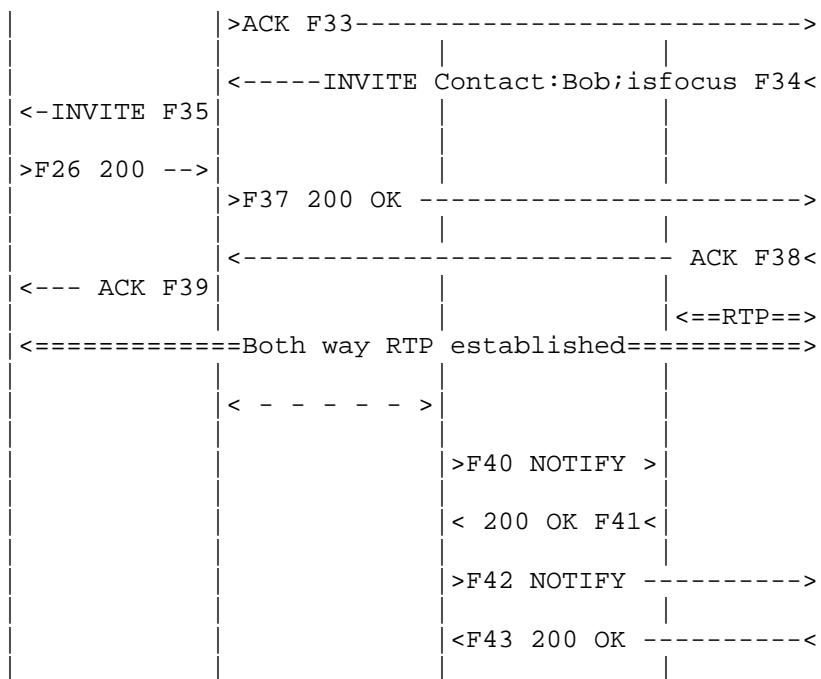 >ACK F33---------------------------->
<-----INVITE Contact:Bob;isfocus F34<
<-INVITE F35
>F26 200 -->
>F37 200 OK ------------------------>
<--------------------------- ACK F38<
<--- ACK F39
<==RTP==>
<=============Both way RTP established===========>
< - - - - - >
>F40 NOTIFY >
< 200 OK F41<
>F42 NOTIFY ---------->
<F43 200 OK ----------<